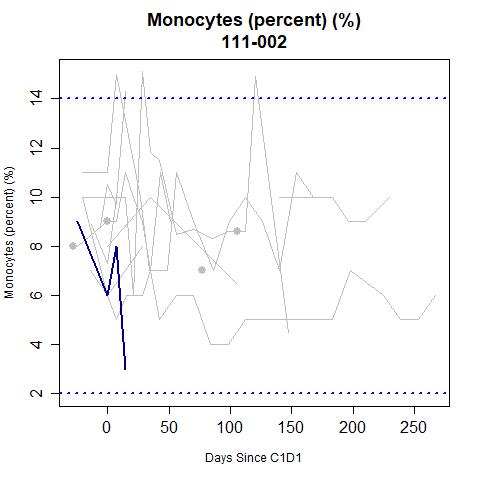 Monocytes (percent) (%)
111-002
Monocytes (percent) (%)
14
12
10
8
6
4
2
0 50 100 150 200 250
Days Since C1D1